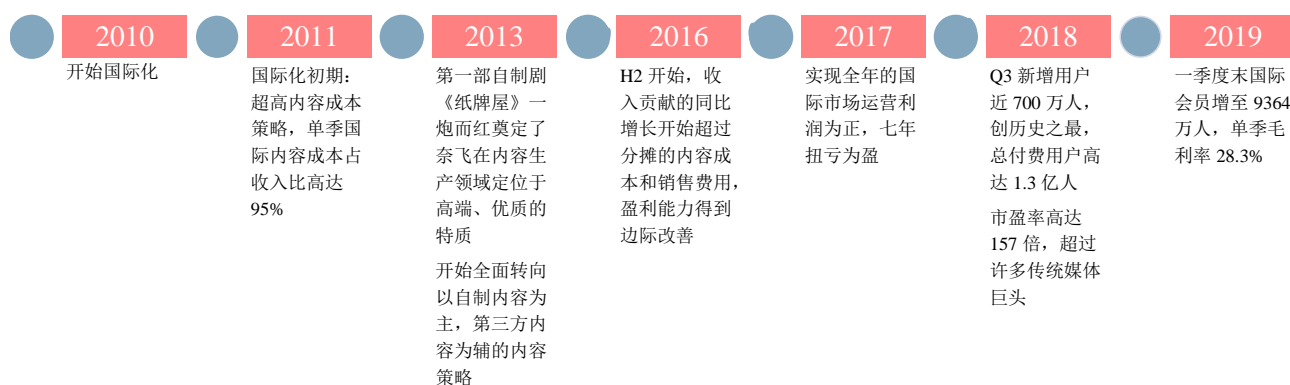 2010
开始国际化
2011
国际化初期：
超高内容成本
策略，单季国
际内容成本占
收入比高达
95%
2013
第一部自制剧
《纸牌屋》一
炮而红奠定了
奈飞在内容生
产领域定位于
高端、优质的
特质
开始全面转向
以自制内容为
主，第三方内
容为辅的内容
策略
2016
H2 开始，收
入贡献的同比
增长开始超过
分摊的内容成
本和销售费用，
盈利能力得到
边际改善
2017
实现全年的国
际市场运营利
润为正，七年
扭亏为盈
2018
Q3 新增用户
近 700 万人，
创历史之最，
总付费用户高
达 1.3 亿人
市盈率高达
157 倍，超过
许多传统媒体
巨头
2019
一季度末国际
会员增至 9364
万人，单季毛
利率 28.3%